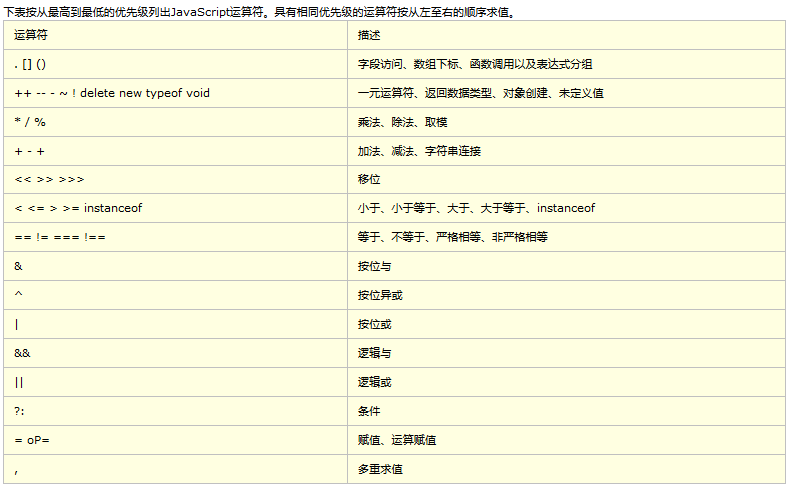 下表按从最高到最低的优先级列出JavaScript运算符。具有相同优先级的运算符按从左至右的顺序求值。
运算符 描述
. [] () 字段访问、数组下标、函数调用以及表达式分组
++ -- - ~ ! delete new typeof void 一元运算符、返回数据类型、对象创建、未定义值
* / % 乘法、除法、取模
+ - + 加法、减法、字符串连接
<< >> >>> 移位
< <= > >= instanceof 小于、小于等于、大于、大于等于、instanceof
== != === !== 等于、不等于、严格相等、非严格相等
& 按位与
^ 按位异或
| 按位或
&& 逻辑与
|| 逻辑或
?: 条件
= oP= 赋值、运算赋值
, 多重求值